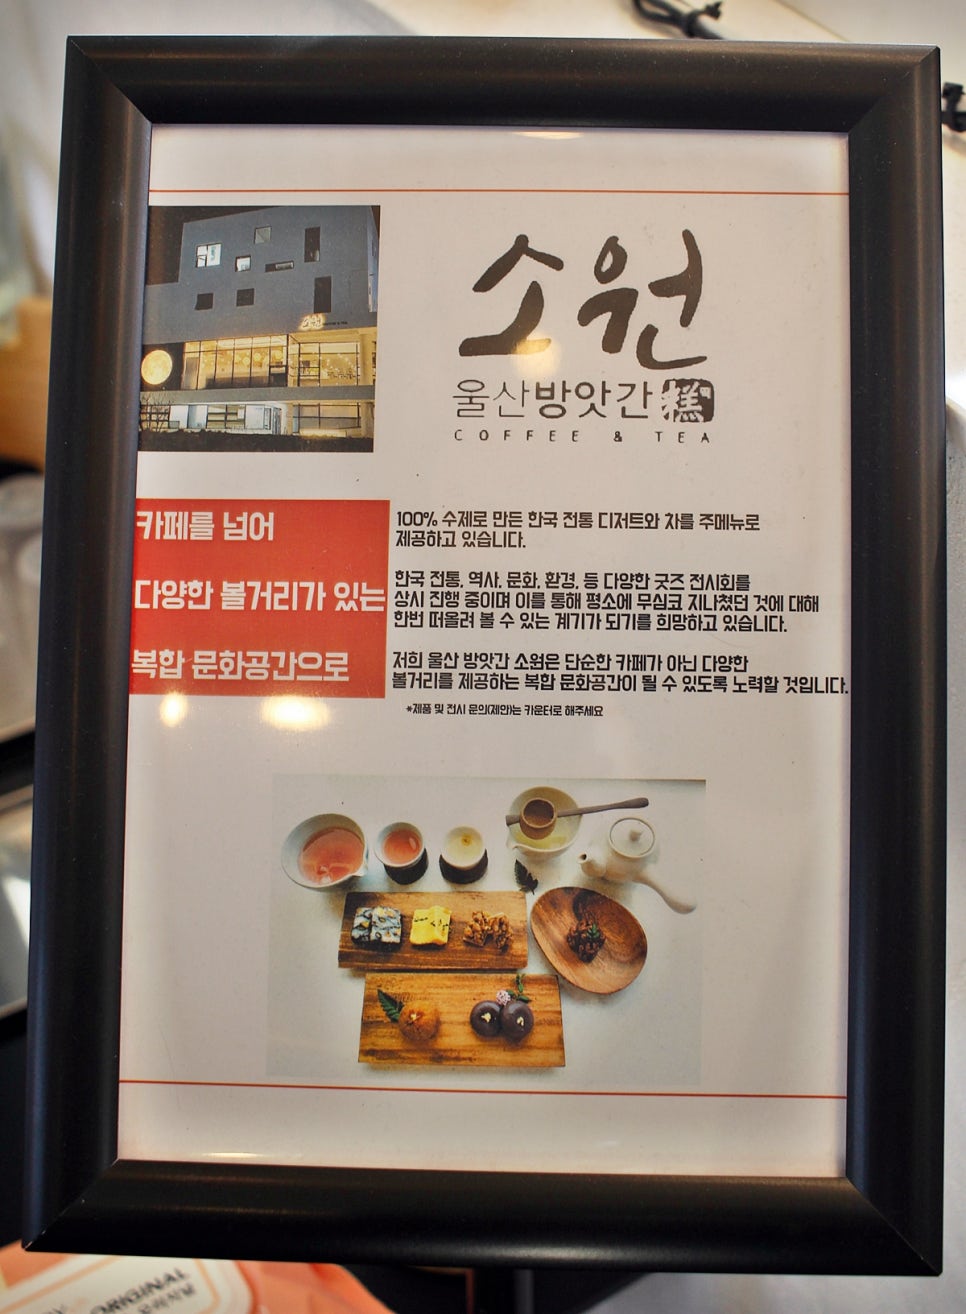 소원
울산방앗간 糕
COFFEE & TEA
카페를 넘어
다양한 볼거리가 있는
복합 문화공간으로
100% 수제로 만든 한국 전통 디저트와 차를 주메뉴로
제공하고 있습니다.
한국 전통, 역사, 문화, 환경, 등 다양한 굿즈 전시회를
상시 진행 중이며 이를 통해 평소에 무심코 지나쳤던 것에 대해
한번 떠올려 볼 수 있는 계기가 되기를 희망하고 있습니다.
저희 울산 방앗간 소원은 단순한 카페가 아닌 다양한
볼거리를 제공하는 복합 문화공간이 될 수 있도록 노력할 것입니다.
*제품 및 전시 문의(제안)는 카운터로 해주세요
ORIGINAL
오리지널